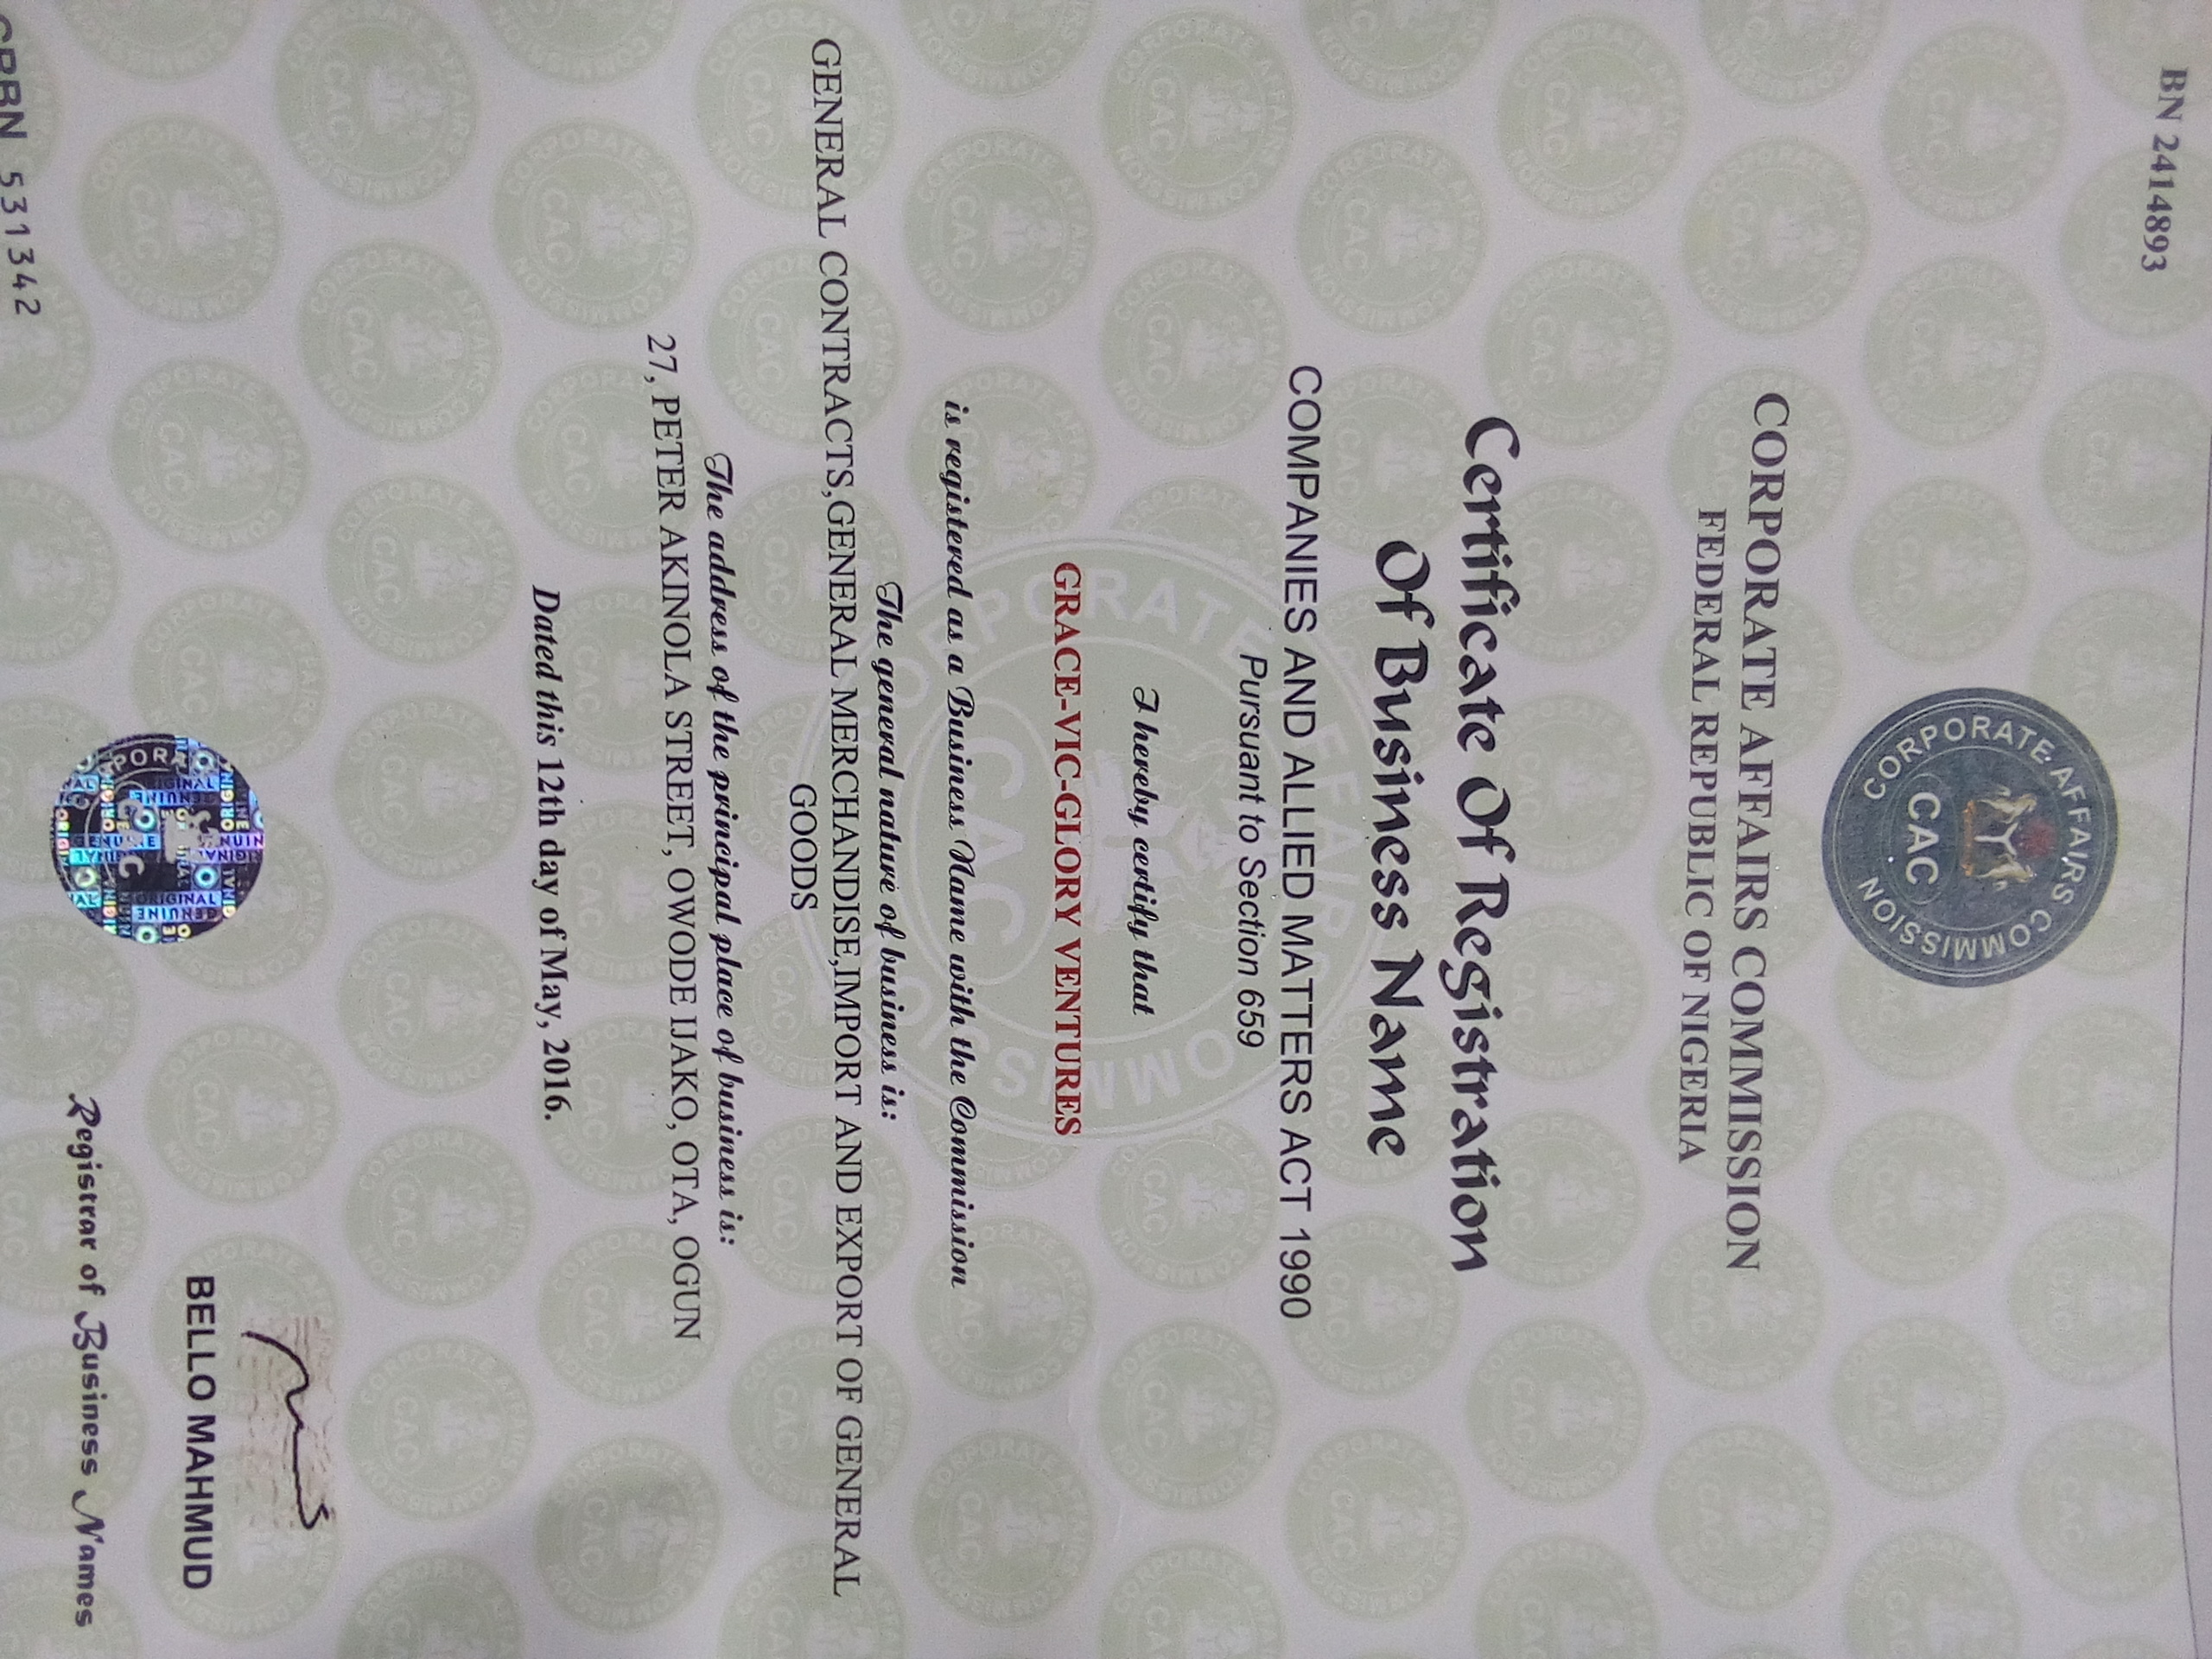 BN 2414893
CORPORATE AFFAIRS COMMISSION
CAC
CORPORATE AFFAIRS COMMISSION
FEDERAL REPUBLIC OF NIGERIA
Certificate Of Registration
Of Business Name
COMPANIES AND ALLIED MATTERS ACT 1990
Pursuant to Section 659
I hereby certify that
GRACE-VIC-GLORY VENTURES
is registered as a Business Name with the Commission
The general nature of business is:
GENERAL CONTRACTS,GENERAL MERCHANDISE,IMPORT AND EXPORT OF GENERAL
GOODS
The address of the principal place of business is:
27, PETER AKINOLA STREET, OWODE IJAKO, OTA, OGUN
Dated this 12th day of May, 2016.
BELLO MAHMUD
Registrar of Business Names
ORIGINAL
GENUINE
531342